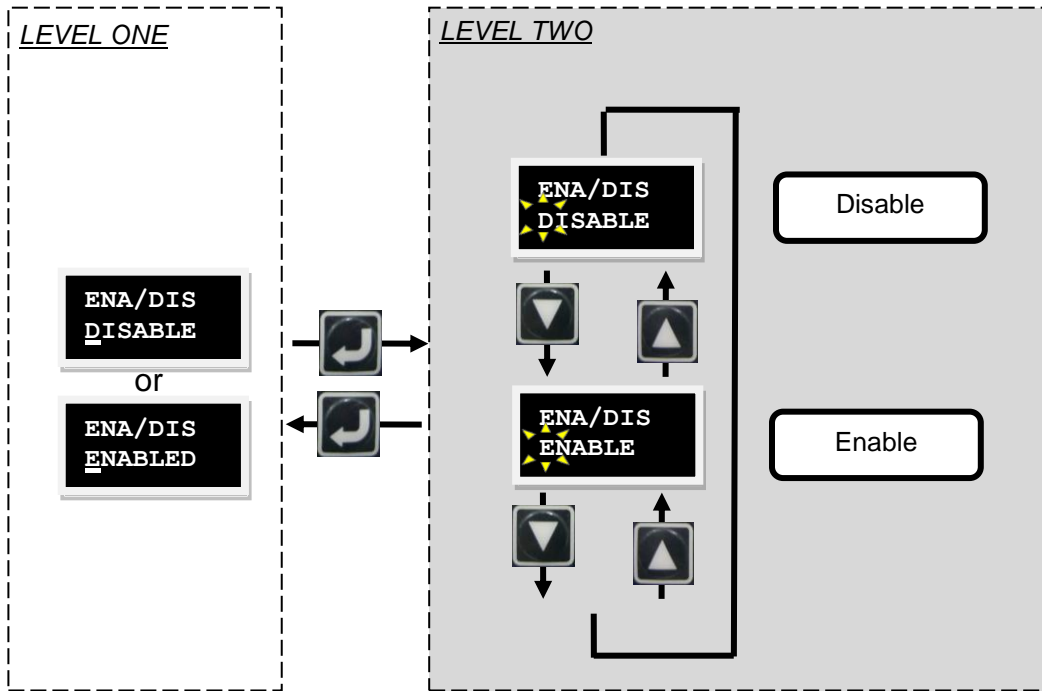 LEVEL ONE
LEVEL TWO
ENA/DIS
DISABLE
Disable
ENA/DIS
DISABLE
or
ENA/DIS
ENABLED
ENA/DIS
ENABLE
Enable